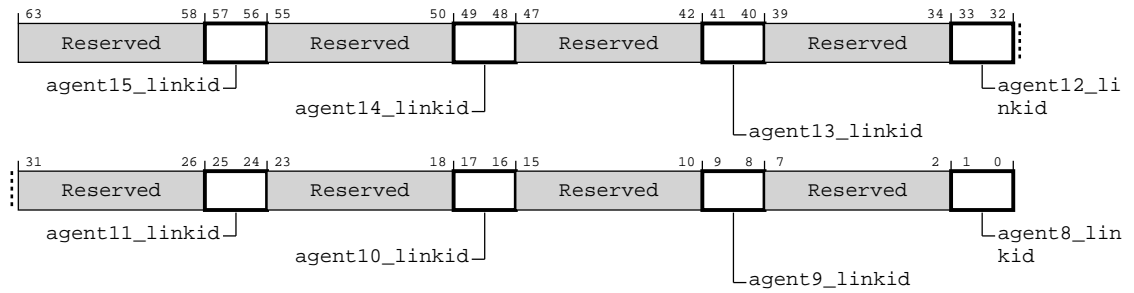 63 58 57 56 55 50 49 48 47 42 41 40 39 34 33 32
Reserved Reserved Reserved Reserved
agent15_linkid
agent14_linkid
agent13_linkid
agent12_li
nkid
31 26 25 24 23 18 17 16 15 10 9 8 7 2 1 0
Reserved Reserved Reserved Reserved
agent11_linkid
agent10_linkid
agent9_linkid
agent8_lin
kid